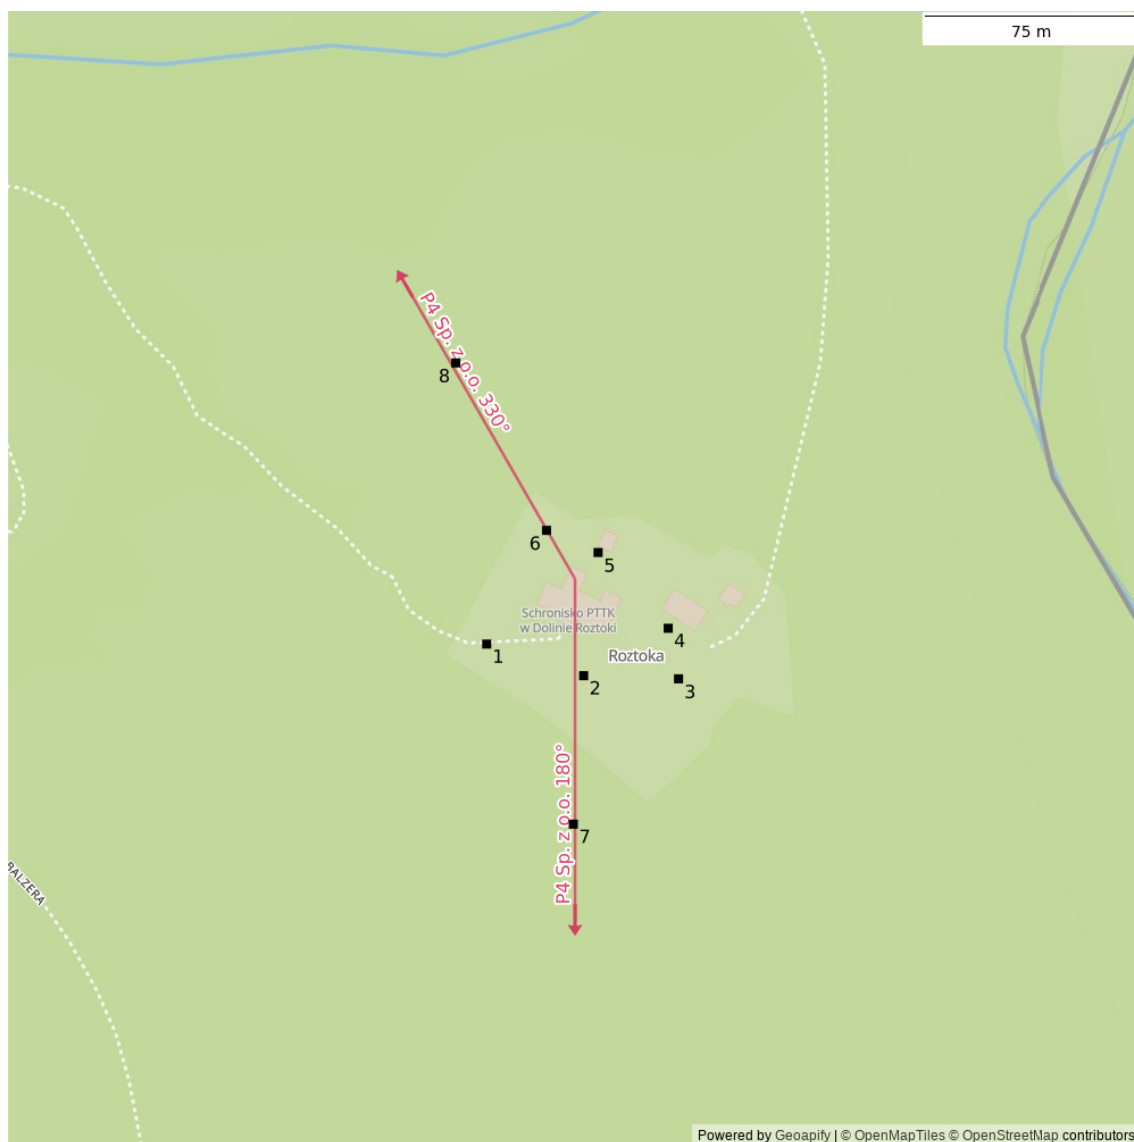 75 m
P4 Sp. z o.o. 330°
8
6
5
Schronisko PTTK
w Dolinie Roztoki
4
1
Roztoka
2
3
P4 Sp. z o.o. 180°
7
BALZERA
Powered by Geoapify | © OpenMapTiles © OpenStreetMap contributors